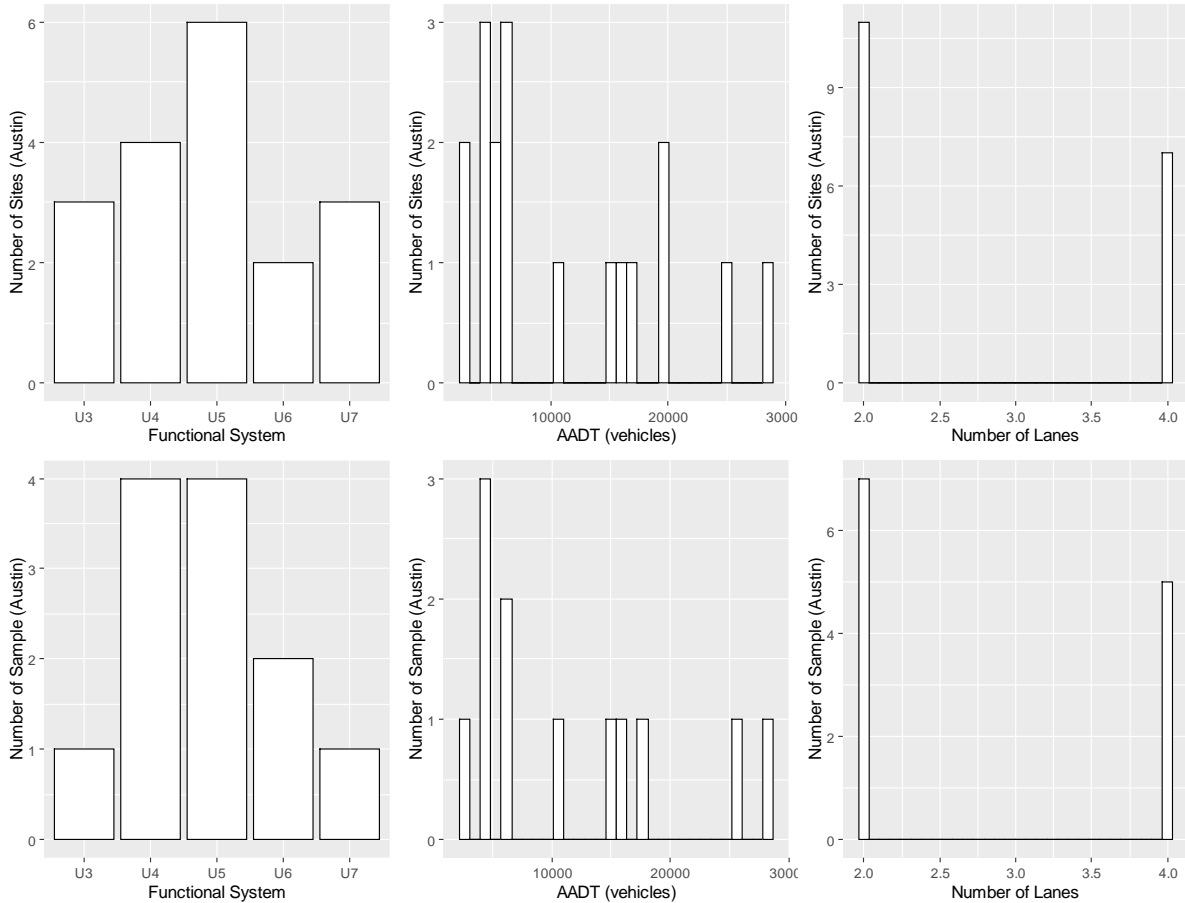 Number of Sites (Austin)
6
4
2
0
U3 U4 U5 U6 U7
Functional System
Number of Sites (Austin)
3
2
1
0
10000 20000 3000
AADT (vehicles)
Number of Sites (Austin)
9
6
3
0
2.0 2.5 3.0 3.5 4.0
Number of Lanes
Number of Sample (Austin)
4
3
2
1
0
U3 U4 U5 U6 U7
Functional System
Number of Sample (Austin)
3
2
1
0
10000 20000 3000
AADT (vehicles)
Number of Sample (Austin)
6
4
2
0
2.0 2.5 3.0 3.5 4.0
Number of Lanes